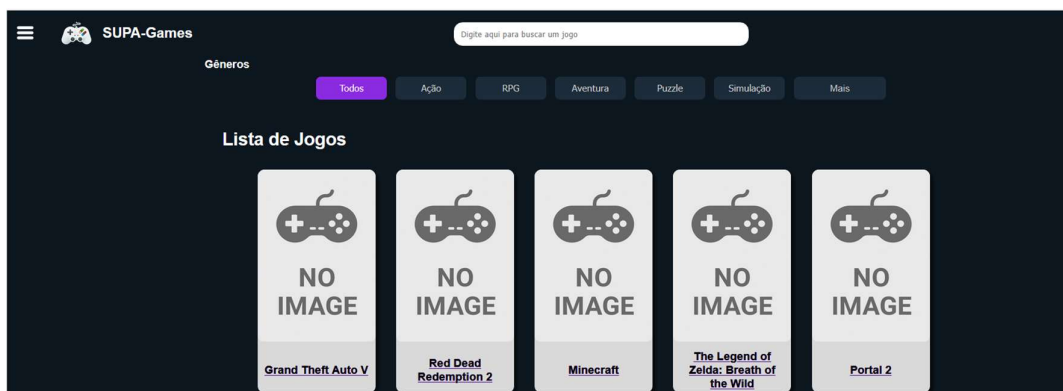 SUPA-Games
Digite aqui para buscar um jogo
Gêneros
Todos
Ação
RPG
Aventura
Puzzle
Simulação
Mais
Lista de Jogos
NO
IMAGE
NO
IMAGE
NO
IMAGE
NO
IMAGE
NO
IMAGE
Grand Theft Auto V
Red Dead
Redemption 2
Minecraft
The Legend of
Zelda: Breath of
the Wild
Portal 2